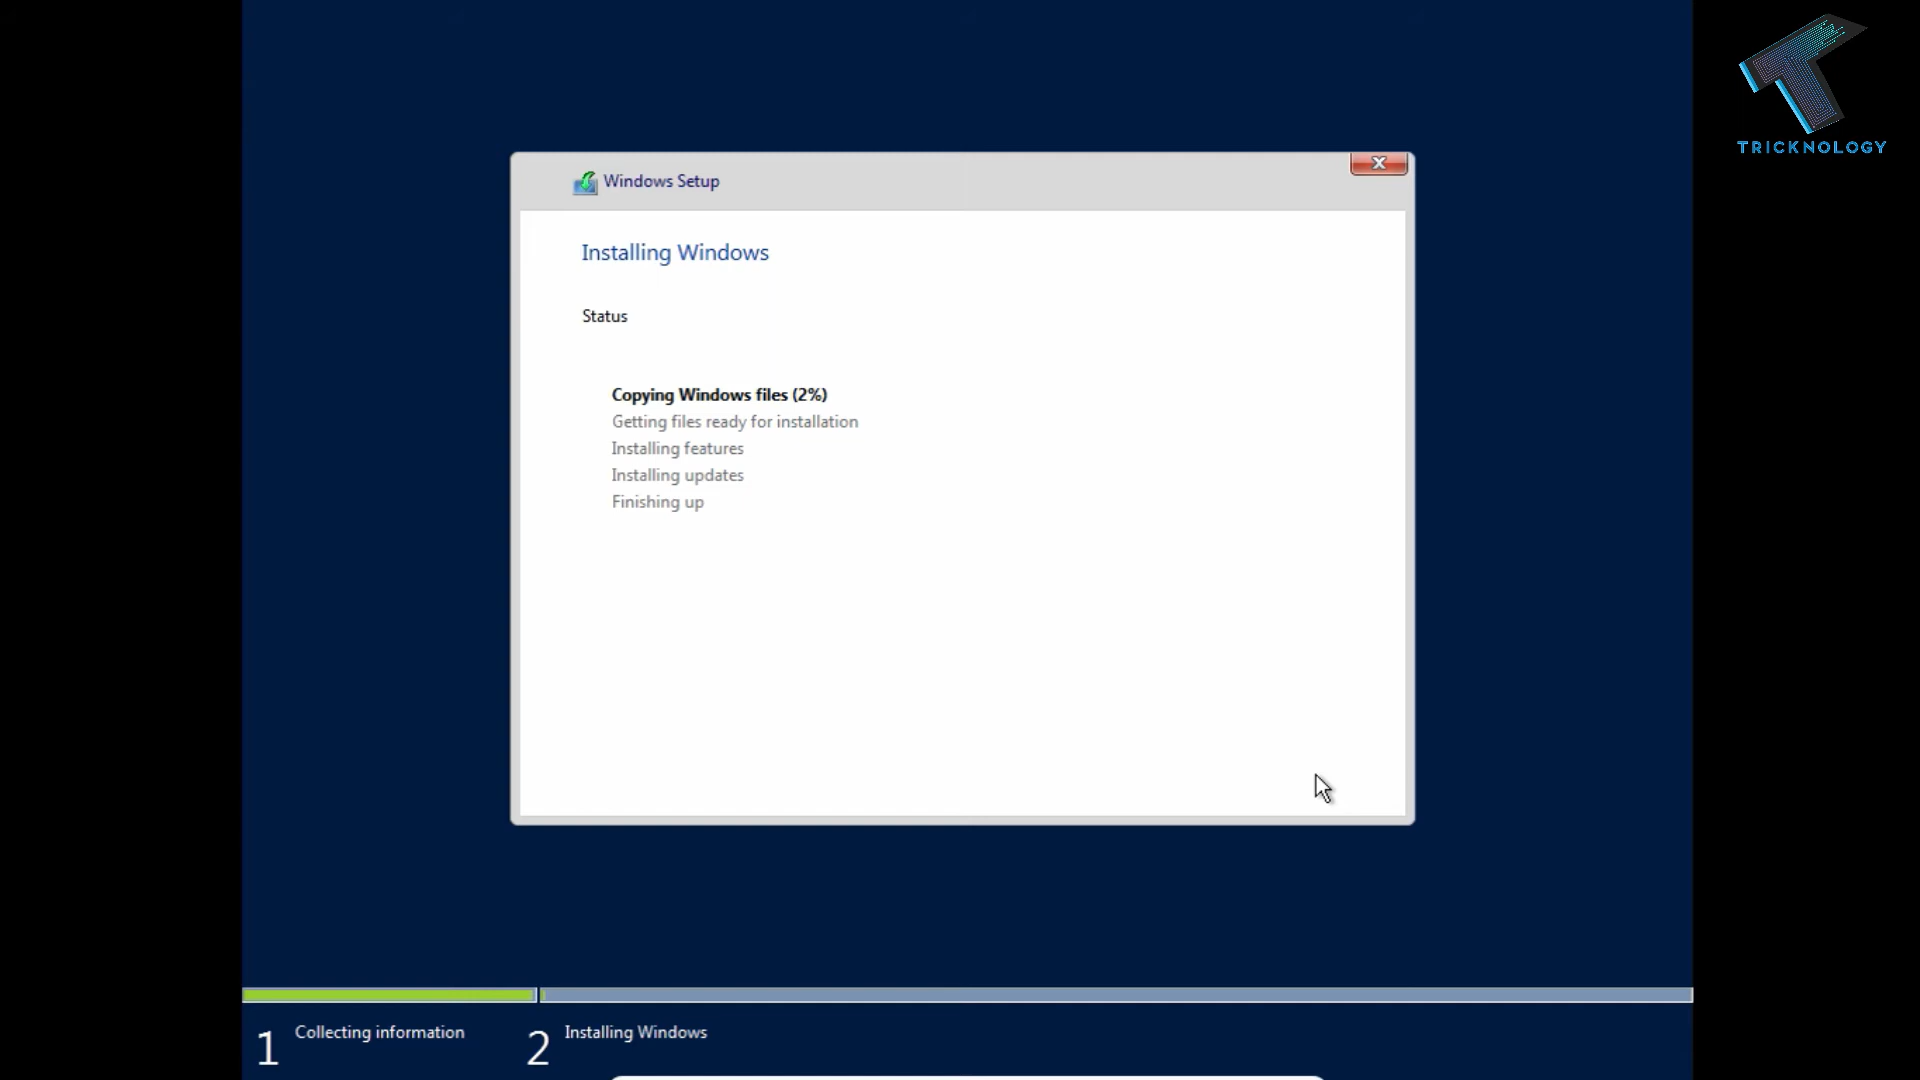 TRICKNOLOGY
Windows Setup
Installing Windows
Status
Copying Windows files (2%)
Getting files ready for installation
Installing features
Installing updates
Finishing up
1 Collecting information
2 Installing Windows